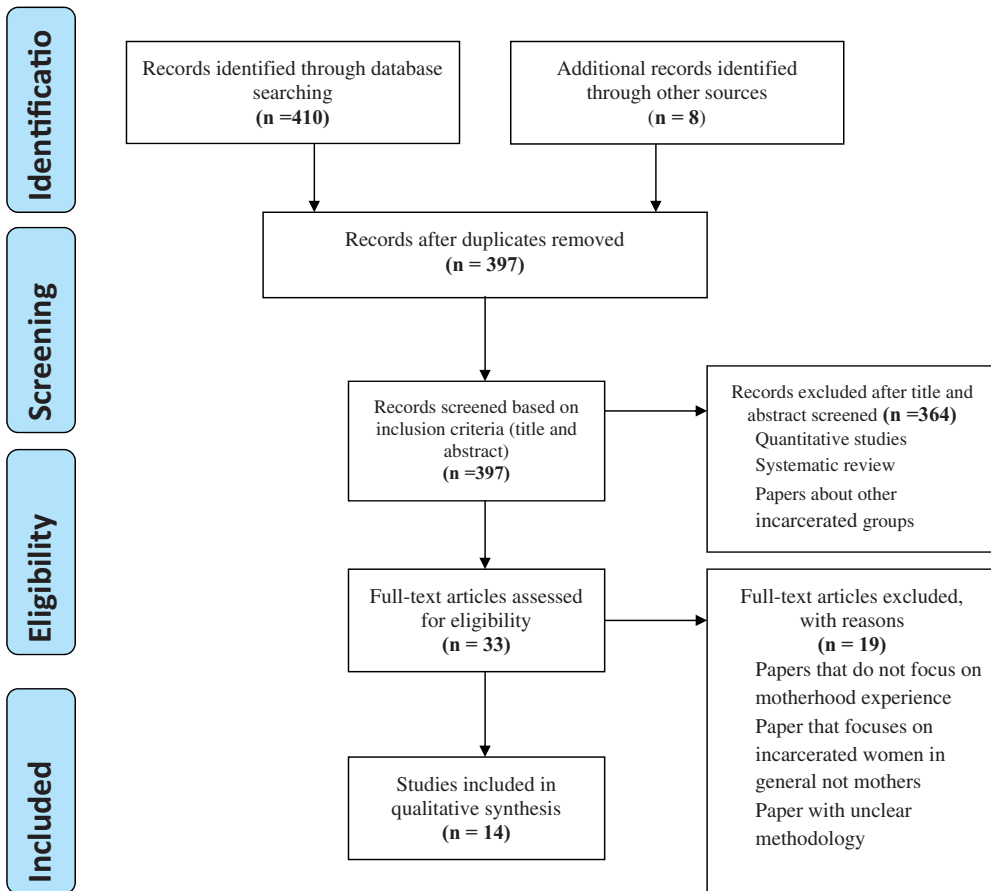 Identificatio
Records identified through database
searching
(n =410)
Additional records identified
through other sources
(n = 8)
Records after duplicates removed
(n = 397)
Screening
Records screened based on
inclusion criteria (title and
abstract)
(n =397)
Records excluded after title and
abstract screened (n =364)
Quantitative studies
Systematic review
Papers about other
incarcerated groups
Eligibility
Full-text articles assessed
for eligibility
(n = 33)
Full-text articles excluded,
with reasons
(n = 19)
Papers that do not focus on
motherhood experience
Paper that focuses on
incarcerated women in
general not mothers
Paper with unclear
methodology
Included
Studies included in
qualitative synthesis
(n = 14)